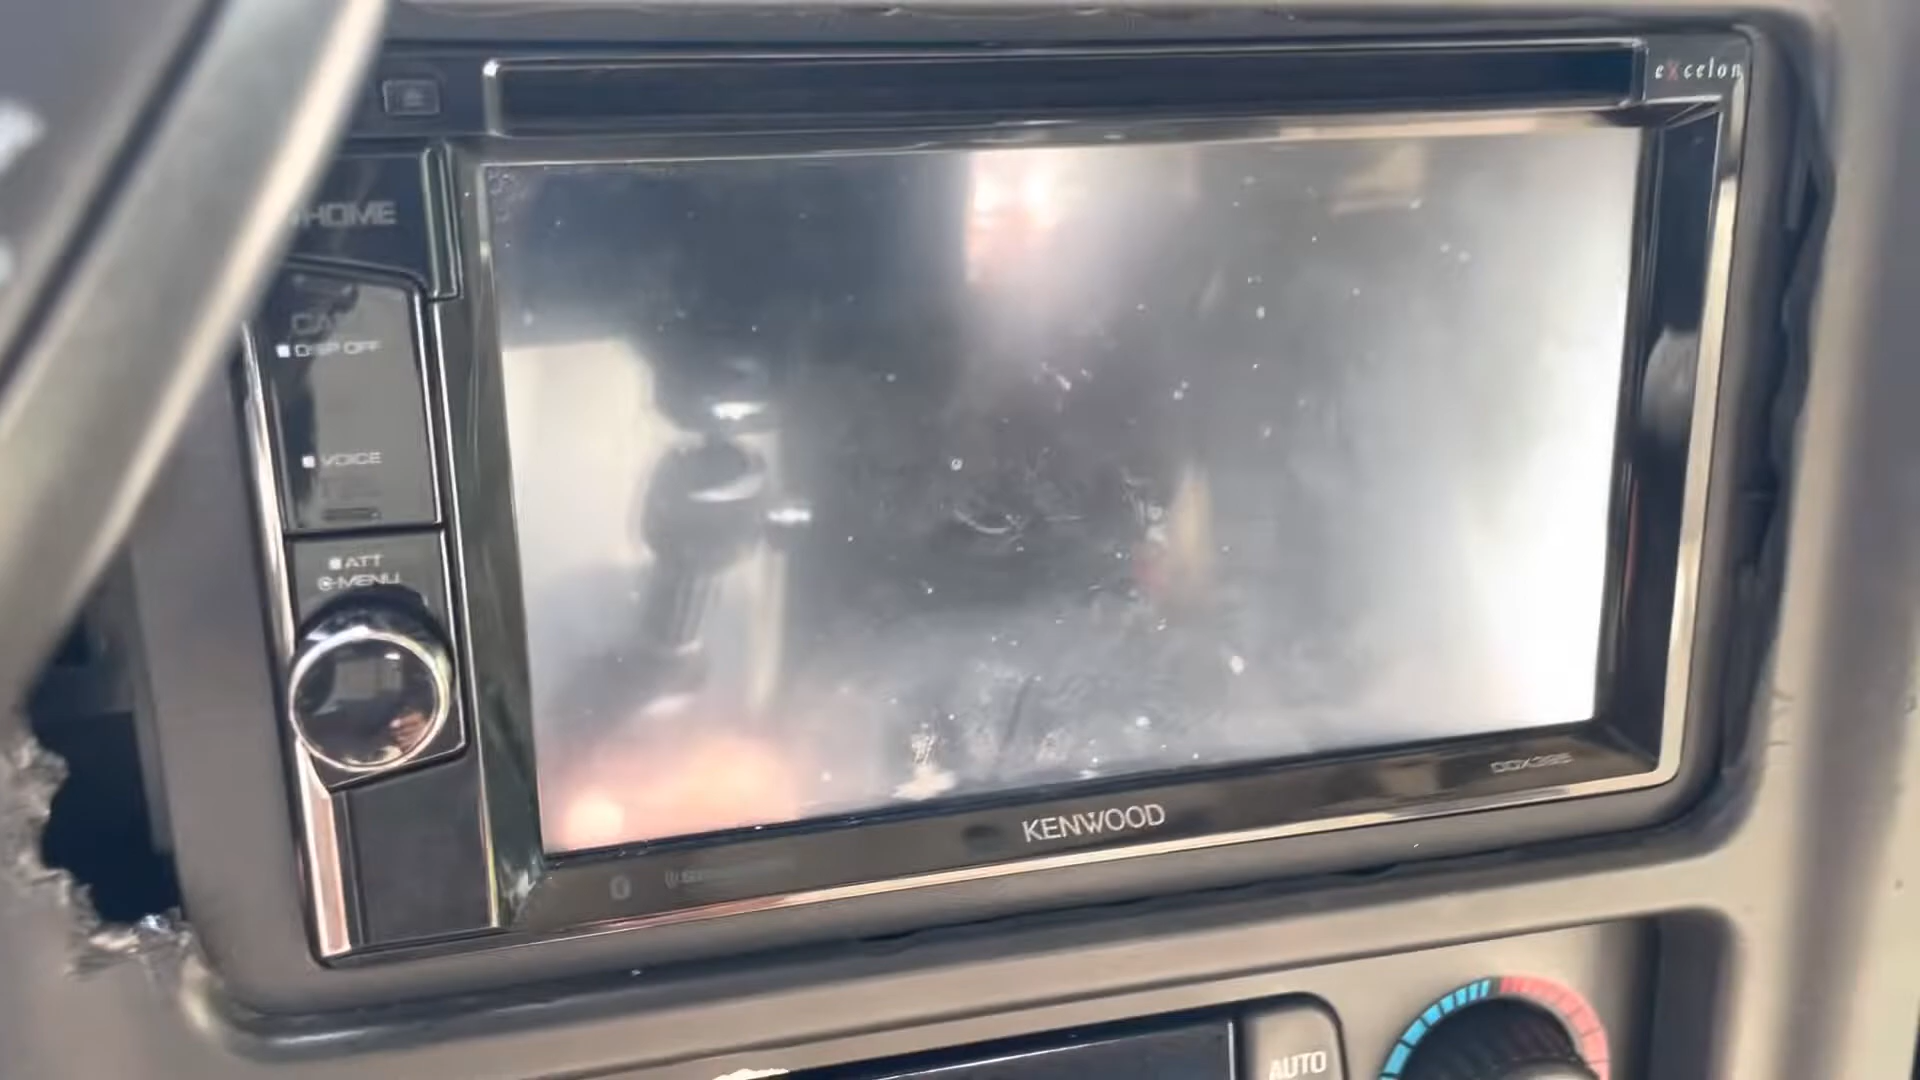 eXcelon
HOME
DISP OFF
VOICE
ATT
MENU
KENWOOD
AUTO